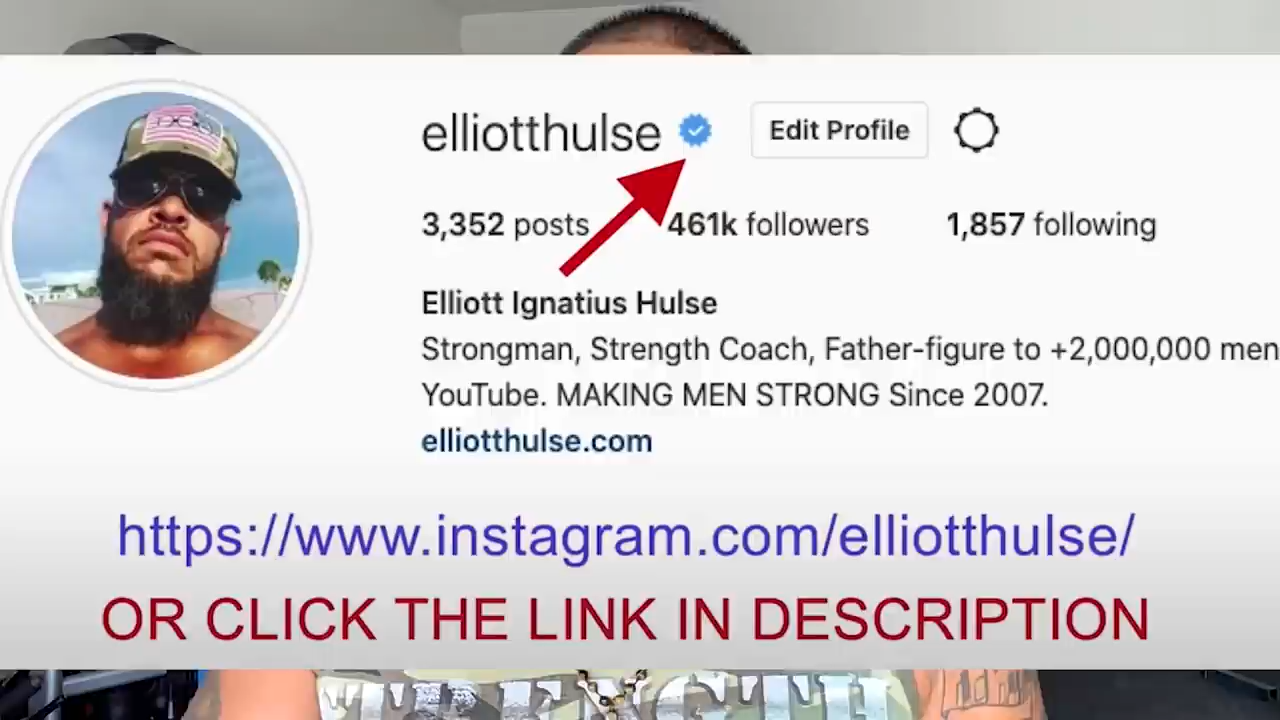 elliotthulse Edit Profile
3,352 posts 461k followers 1,857 following
Elliott Ignatius Hulse
Strongman, Strength Coach, Father-figure to +2,000,000 men
YouTube. MAKING MEN STRONG Since 2007.
elliotthulse.com
https://www.instagram.com/elliotthulse/
OR CLICK THE LINK IN DESCRIPTION